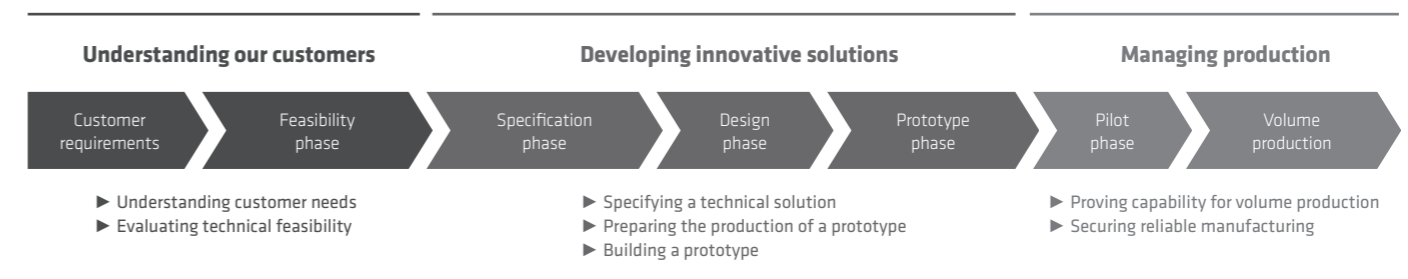 Understanding our customers
Developing innovative solutions
Managing production
Customer
requirements
Feasibility
phase
Specification
phase
Design
phase
Prototype
phase
Pilot
phase
Volume
production
► Understanding customer needs
► Evaluating technical feasibility
► Specifying a technical solution
► Preparing the production of a prototype
► Building a prototype
► Proving capability for volume production
► Securing reliable manufacturing